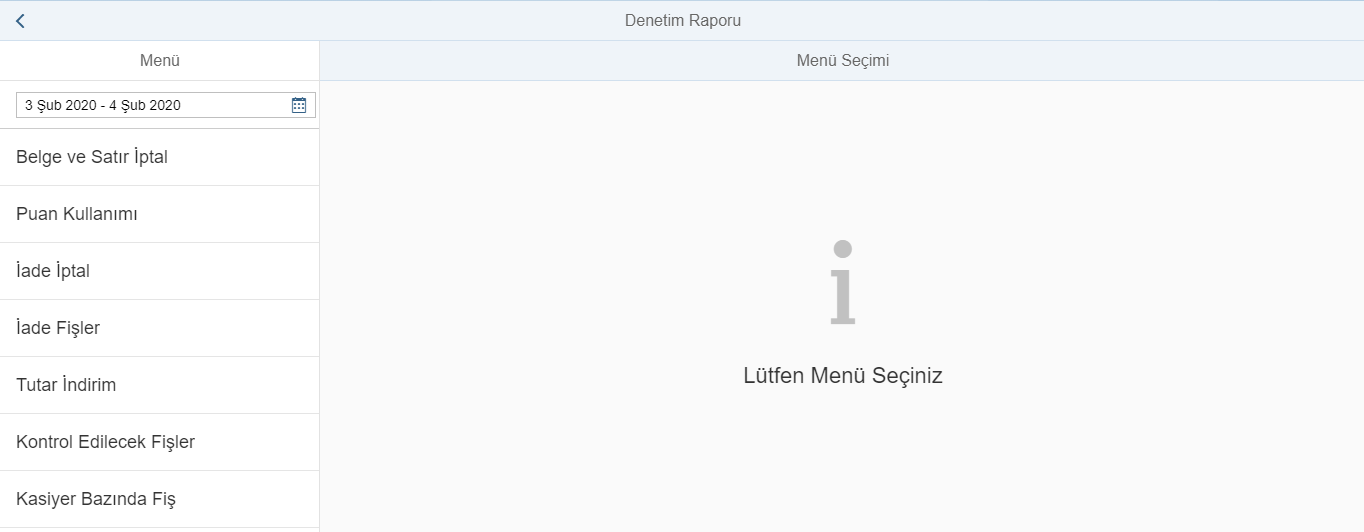 Denetim Raporu
Menü
Menü Seçimi
3 Şub 2020 - 4 Şub 2020
Belge ve Satır İptal
Puan Kullanımı
İade İptal
İade Fişler
Tutar İndirim
Kontrol Edilecek Fişler
Kasiyer Bazında Fiş
Lütfen Menü Seçiniz